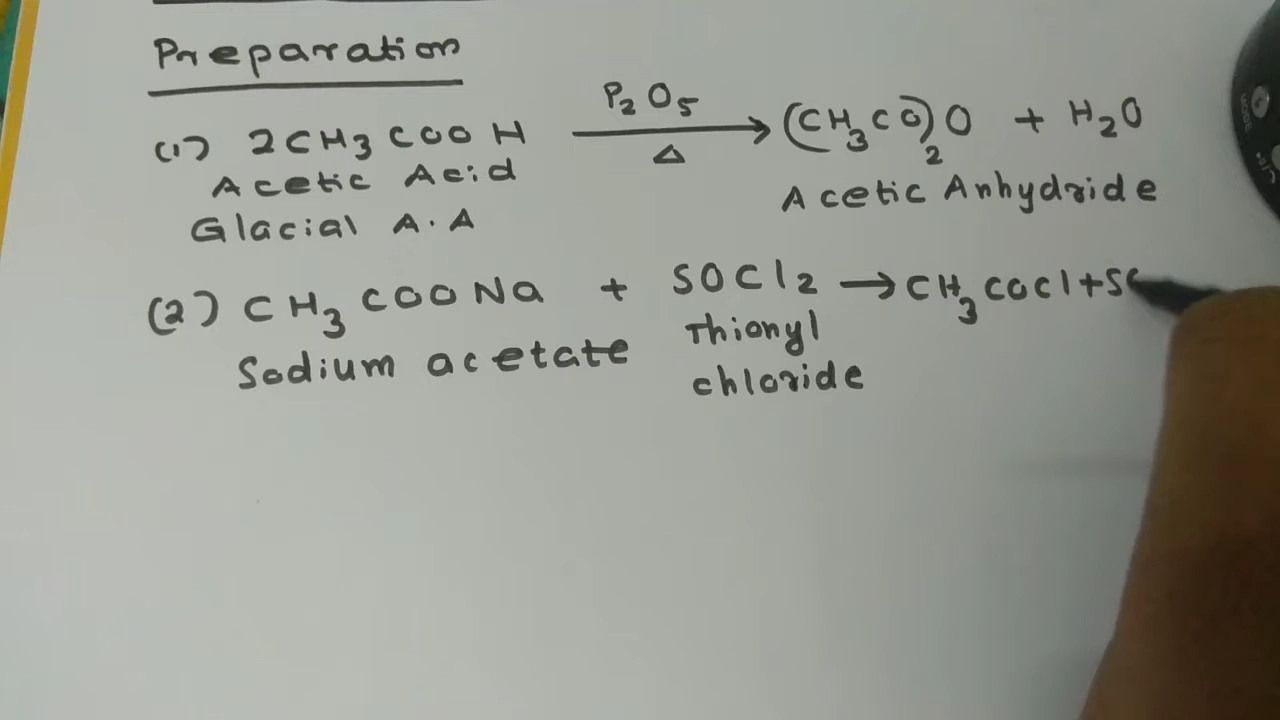 Preparation
(1) 2CH₃COOH P₂O₅ → Δ (CH₃CO)₂O + H₂O
Acetic Acid Acetic Anhydride
Glacial A.A
(2) CH₃COONa + SOCl₂ → CH₃COCl + S
Sodium acetate Thionyl
chloride